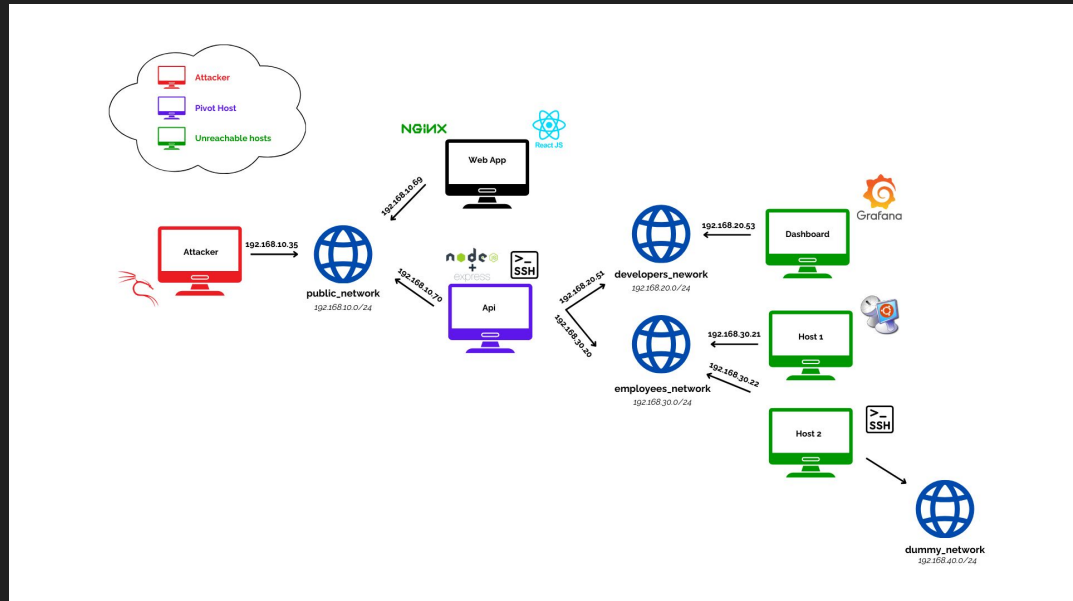 Attacker
Pivot Host
Unreachable hosts
NGiNX
React JS
Web App
192.168.10.69
Attacker
192.168.10.35
public_network
192.168.10.0/24
node
+
express
>_
SSH
192.168.10.70
Api
192.168.20.51
192.168.30.20
developers_nework
192.168.20.0/24
192.168.20.53
Dashboard
Grafana
employees_network
192.168.30.0/24
192.168.30.21
Host 1
192.168.30.22
Host 2
>_
SSH
dummy_network
192.168.40.0/24